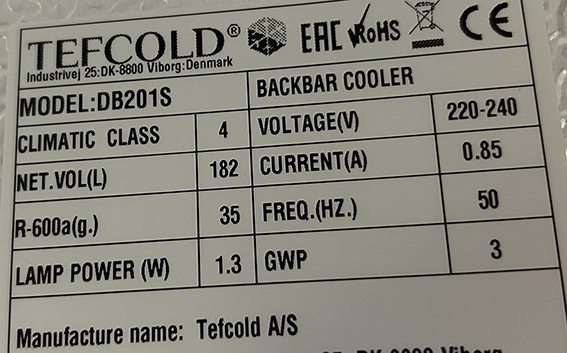 TEFCOLD® EAC RoHS CE
Industrivej 25:DK-8800 Viborg:Denmark
MODEL:DB201S BACKBAR COOLER
CLIMATIC CLASS 4 VOLTAGE(V) 220-240
NET.VOL(L) 182 CURRENT(A) 0.85
R-600a(g.) 35 FREQ.(HZ.) 50
LAMP POWER (W) 1.3 GWP 3
Manufacture name: Tefcold A/S